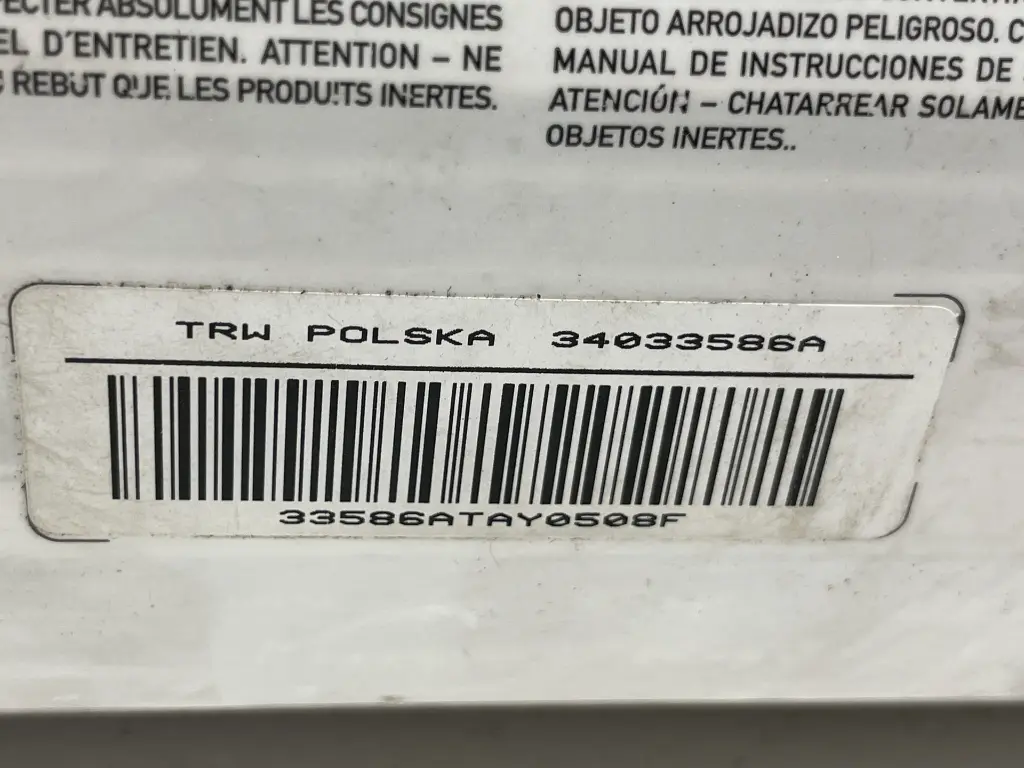 ECTER ABSOLUMENT LES CONSIGNES
EL D'ENTRETIEN. ATTENTION – NE
REBUT QUE LES PRODUITS INERTES.
OBJETO ARROJADIZO PELIGROSO. C
MANUAL DE INSTRUCCIONES DE
ATENCIÓN – CHATARREAR SOLAME
OBJETOS INERTES..
TRW POLSKA 34033586A
33586ATAY0508F